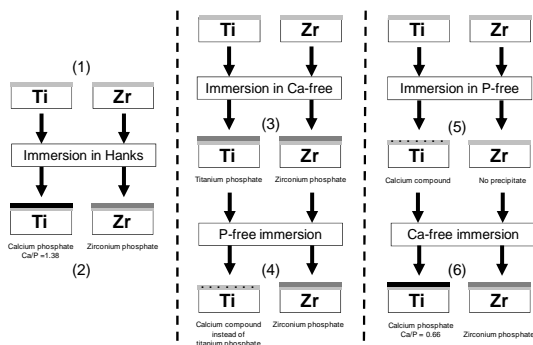 (1)
Ti Zr
Immersion in Hanks
Ti Zr
Calcium phosphate
Ca/P =1.38
Zirconium phosphate
(2)
Ti Zr
Immersion in Ca-free
(3)
Ti Zr
Titanium phosphate Zirconium phosphate
P-free immersion
(4)
Ti Zr
Calcium compound
instead of
titanium phosphate
Zirconium phosphate
Ti Zr
Immersion in P-free
(5)
Ti Zr
Calcium compound No precipitate
Ca-free immersion
(6)
Ti Zr
Calcium phosphate
Ca/P = 0.66
Zirconium phosphate